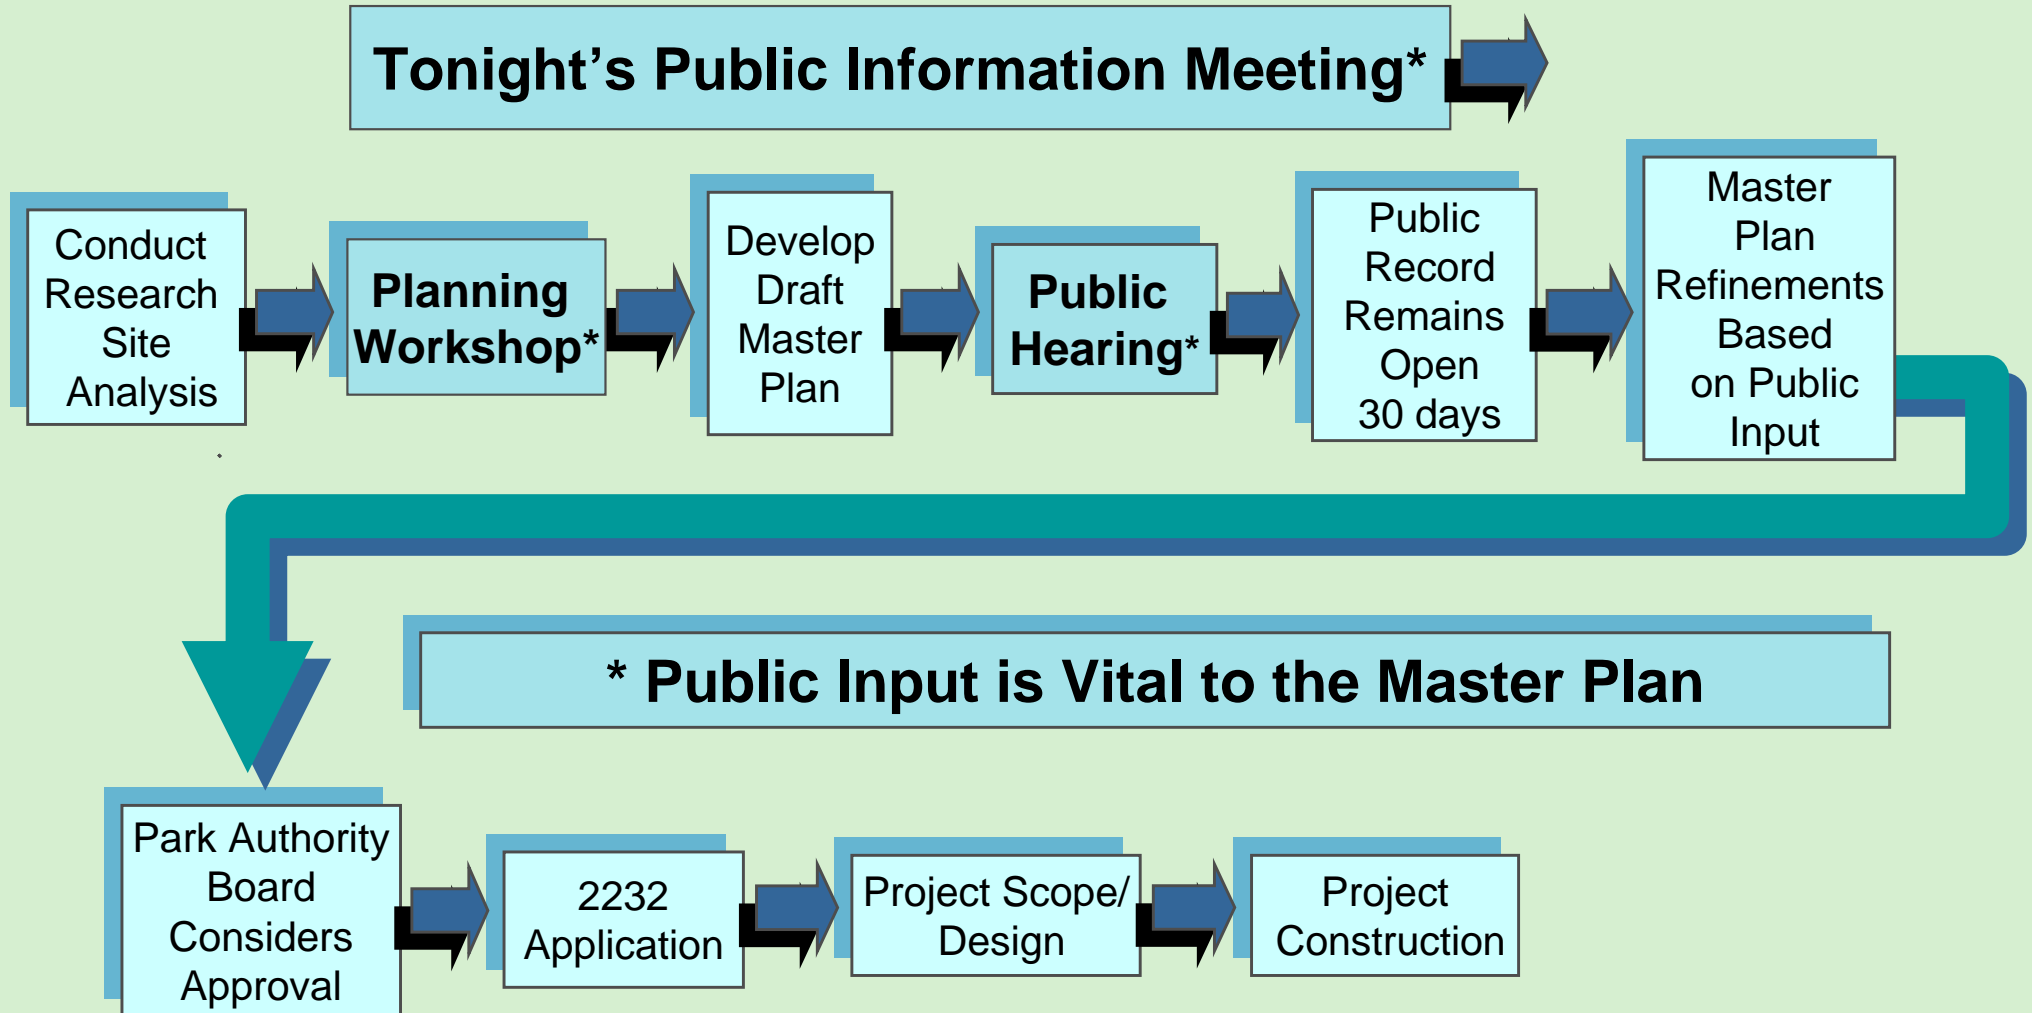 Tonight’s Public Information Meeting*
Conduct
Research
Site
Analysis
Planning
Workshop*
Develop
Draft
Master
Plan
Public
Hearing*
Public
Record
Remains
Open
30 days
Master
Plan
Refinements
Based
on Public
Input
* Public Input is Vital to the Master Plan
Park Authority
Board
Considers
Approval
2232
Application
Project Scope/
Design
Project
Construction